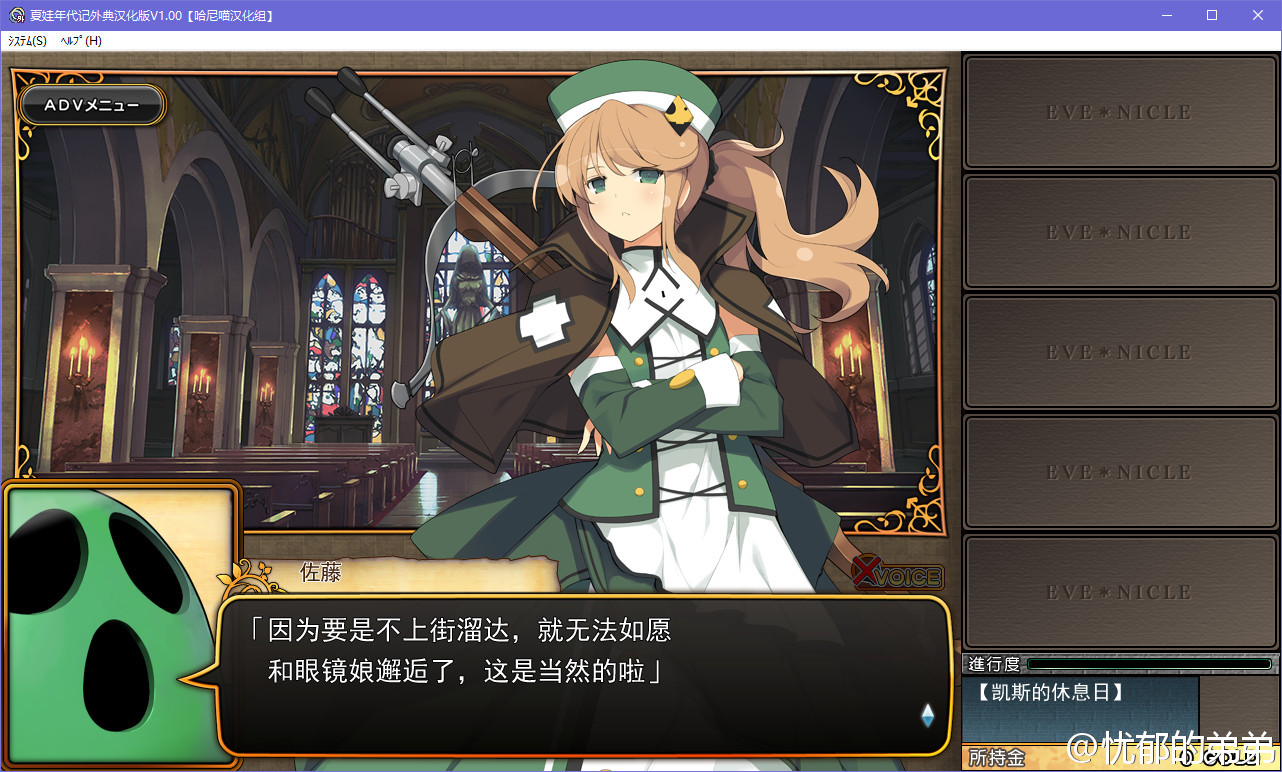 夏娃年代记外典汉化版V1.00【哈尼喵汉化组】
ｼｽﾃﾑ(S) ﾍﾙﾌﾟ(H)
ADVメニュー
EVE*NICLE
EVE*NICLE
EVE*NICLE
EVE*NICLE
EVE*NICLE
VOICE
佐藤
「因为要是不上街溜达，就无法如愿
和眼镜娘邂逅了，这是当然的啦」
進行度
【凯斯的休息日】
所持金
0 GOLD
@忧郁的弟弟